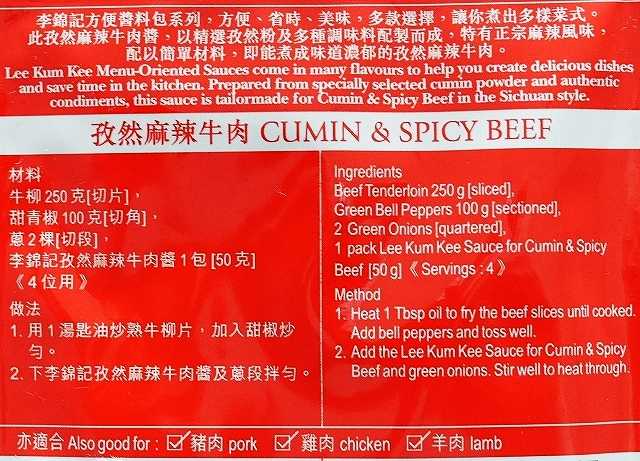 李錦記方便醬料包系列，方便、省時、美味，多款選擇，讓你煮出多樣菜式。
此孜然麻辣牛肉醬，以精選孜然粉及多種調味料配製而成，特有正宗麻辣風味，
配以簡單材料，即能煮成味道濃郁的孜然麻辣牛肉。
Lee Kum Kee Menu-Oriented Sauces come in many flavours to help you create delicious dishes
and save time in the kitchen. Prepared from specially selected cumin powder and authentic
condiments, this sauce is tailormade for Cumin & Spicy Beef in the Sichuan style.
孜然麻辣牛肉 CUMIN & SPICY BEEF
材料
牛柳 250 克[切片]，
甜青椒 100 克[切角]，
蔥 2 棵[切段]，
李錦記孜然麻辣牛肉醬 1 包 [50 克]
《 4 位用 》
做法
1. 用 1 湯匙油炒熟牛柳片，加入甜椒炒
勻。
2. 下李錦記孜然麻辣牛肉醬及蔥段拌勻。
Ingredients
Beef Tenderloin 250 g [sliced],
Green Bell Peppers 100 g [sectioned],
2 Green Onions [quartered],
1 pack Lee Kum Kee Sauce for Cumin & Spicy
Beef [50 g] 《 Servings : 4 》
Method
1. Heat 1 Tbsp oil to fry the beef slices until cooked.
Add bell peppers and toss well.
2. Add the Lee Kum Kee Sauce for Cumin & Spicy
Beef and green onions. Stir well to heat through.
亦適合 Also good for : 豬肉 pork 雞肉 chicken 羊肉 lamb